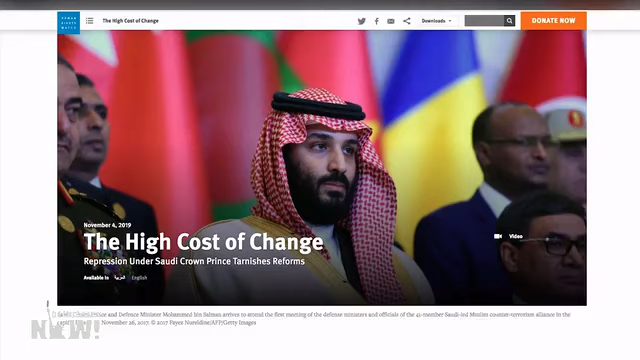 HUMAN
RIGHTS
WATCH
The High Cost of Change
Downloads
DONATE NOW
November 4, 2019
The High Cost of Change
Video
Repression Under Saudi Crown Prince Tarnishes Reforms
Available in العربية English
and Defence Minister Mohammed bin Salman arrives to attend the first meeting of the defense ministers and officials of the 41-member Saudi-led Muslim counter-terrorism alliance in the
November 26, 2017. © 2017 Fayez Nureldine/AFP/Getty Images
NOW!